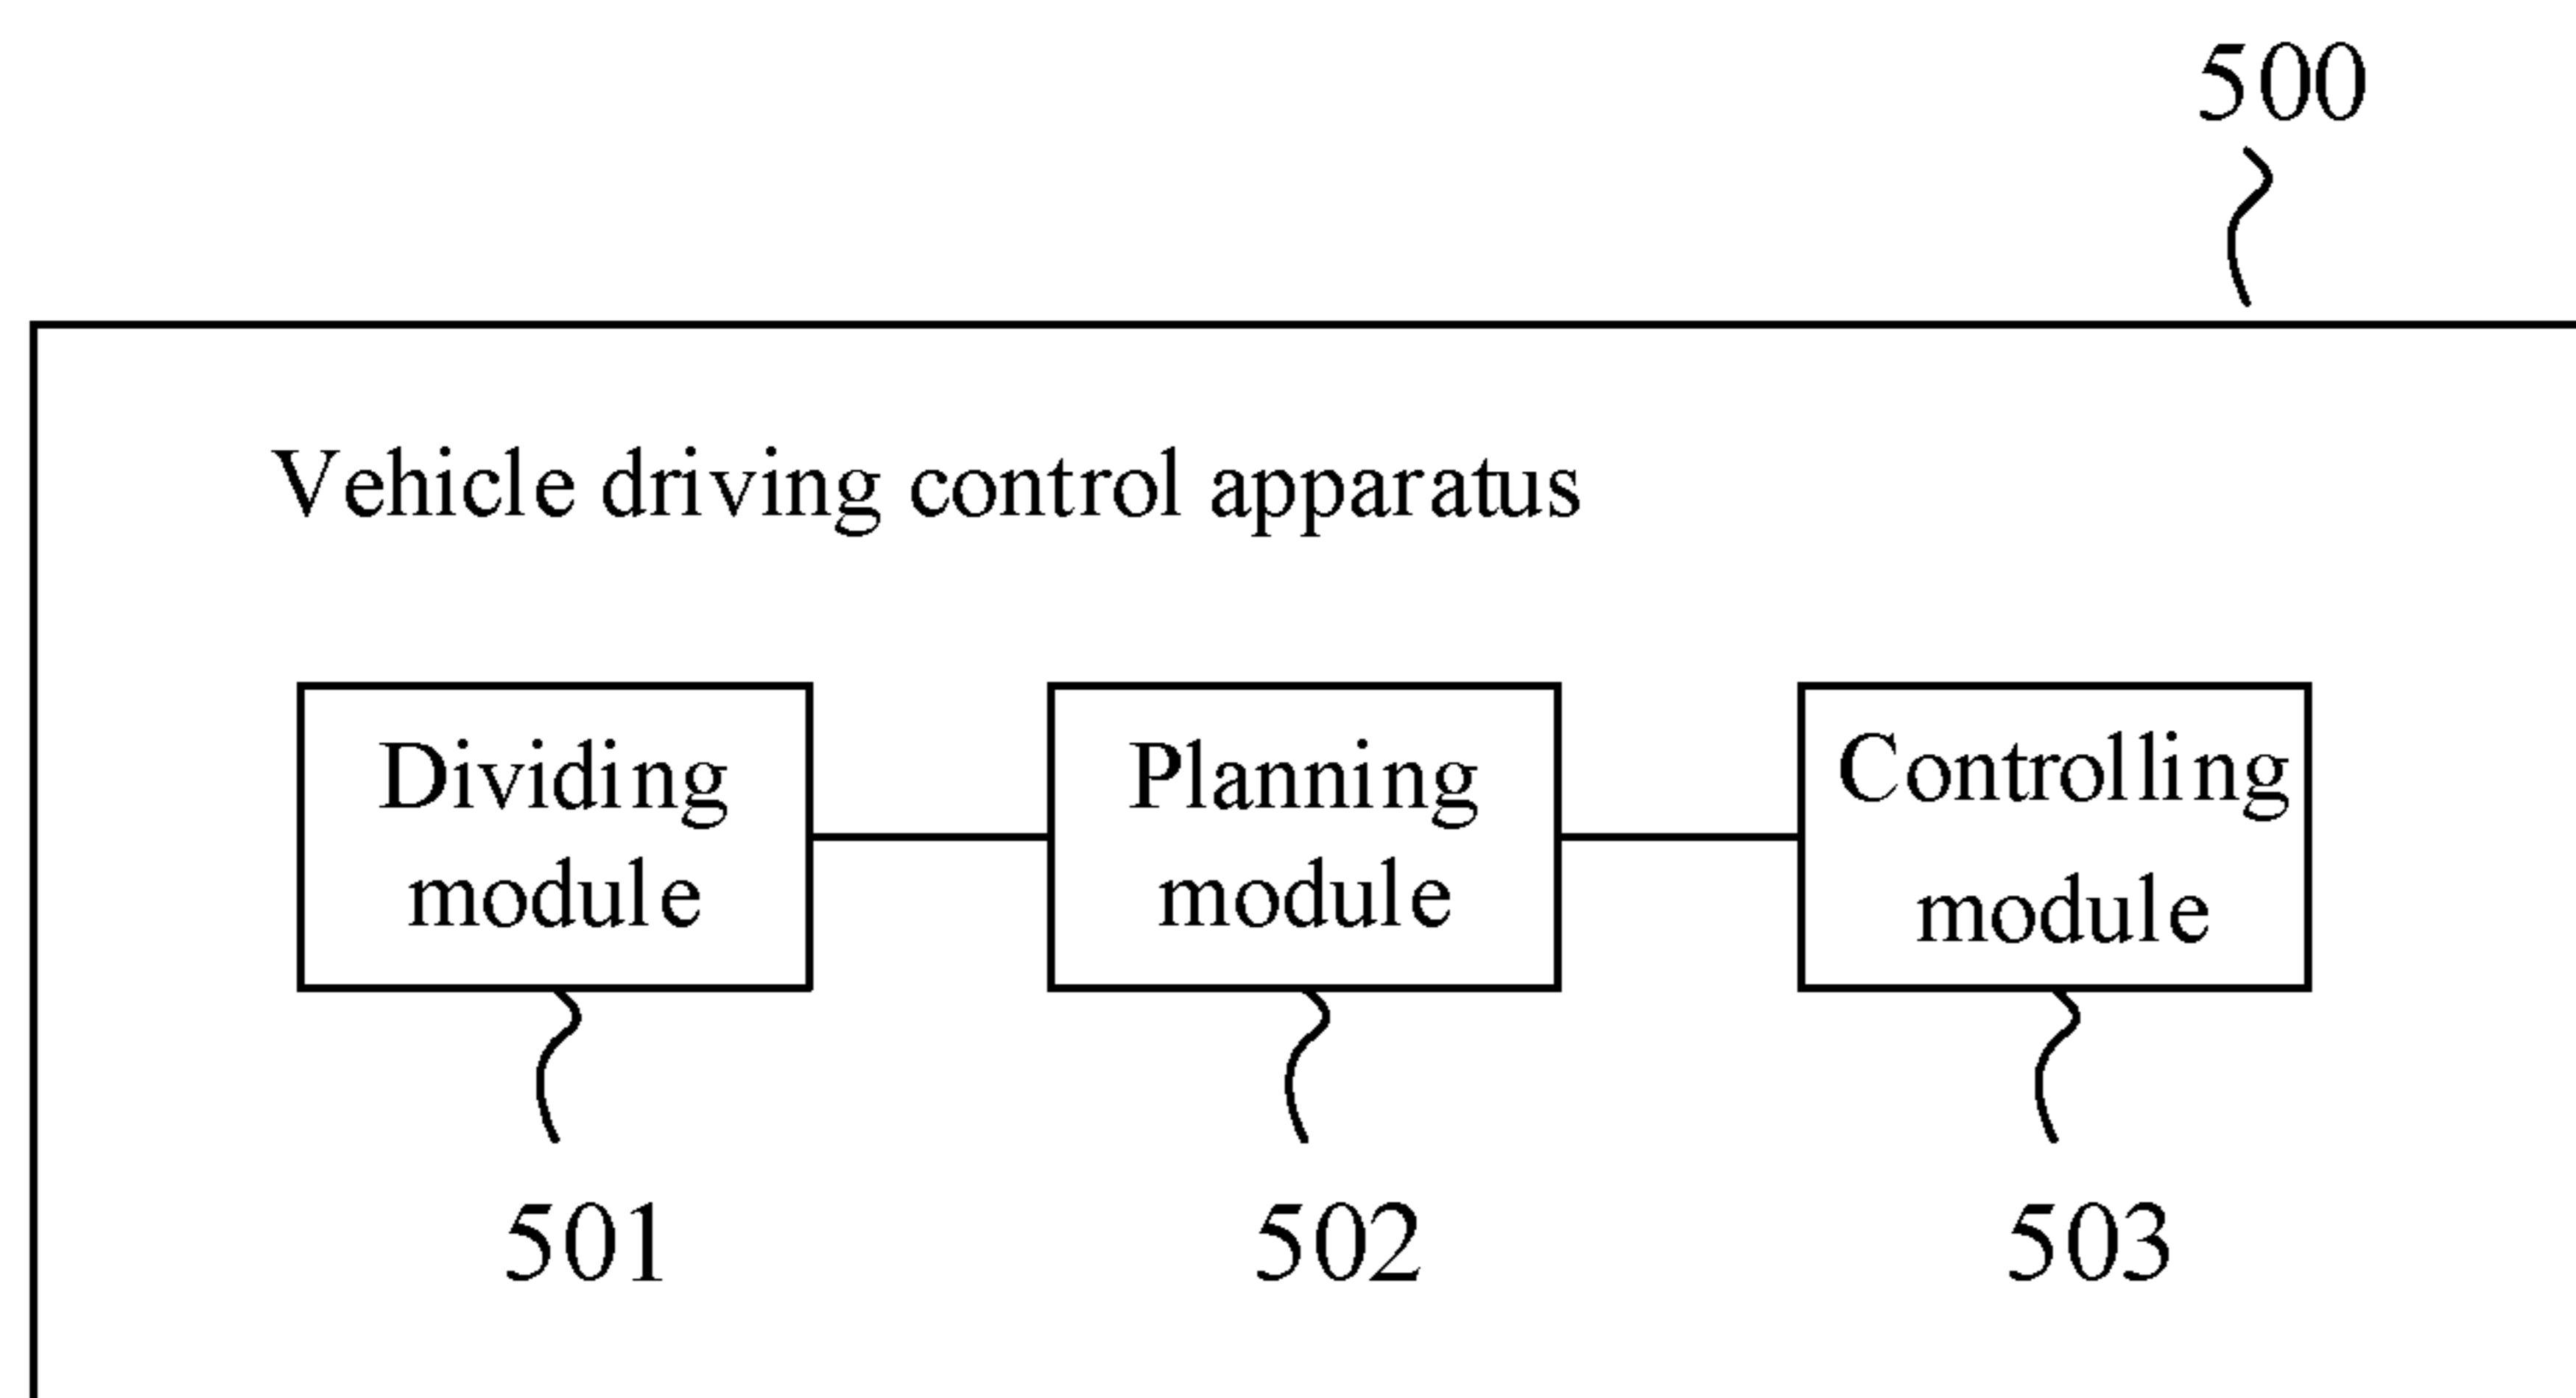 500
Vehicle driving control apparatus
Dividing
module
Planning
module
Controlling
module
501
502
503